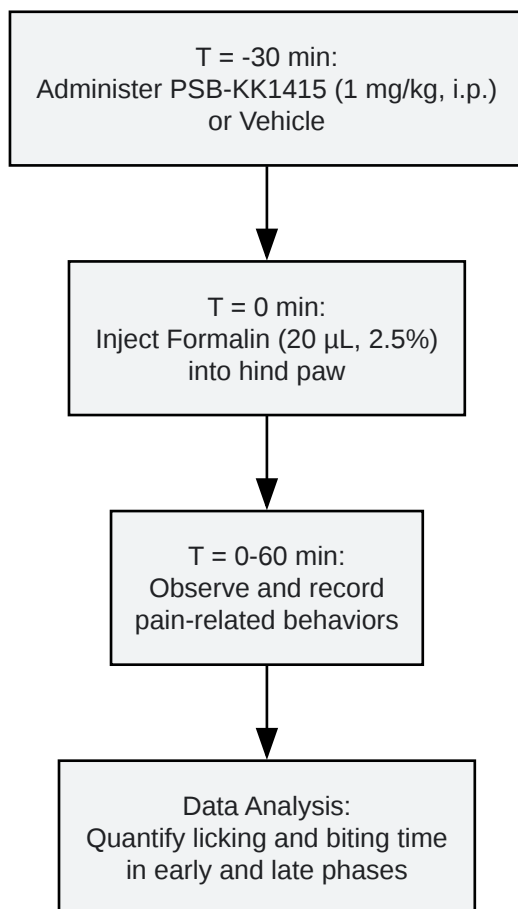 T = -30 min:
Administer PSB-KK1415 (1 mg/kg, i.p.)
or Vehicle
T = 0 min:
Inject Formalin (20 µL, 2.5%)
into hind paw
T = 0-60 min:
Observe and record
pain-related behaviors
Data Analysis:
Quantify licking and biting time
in early and late phases